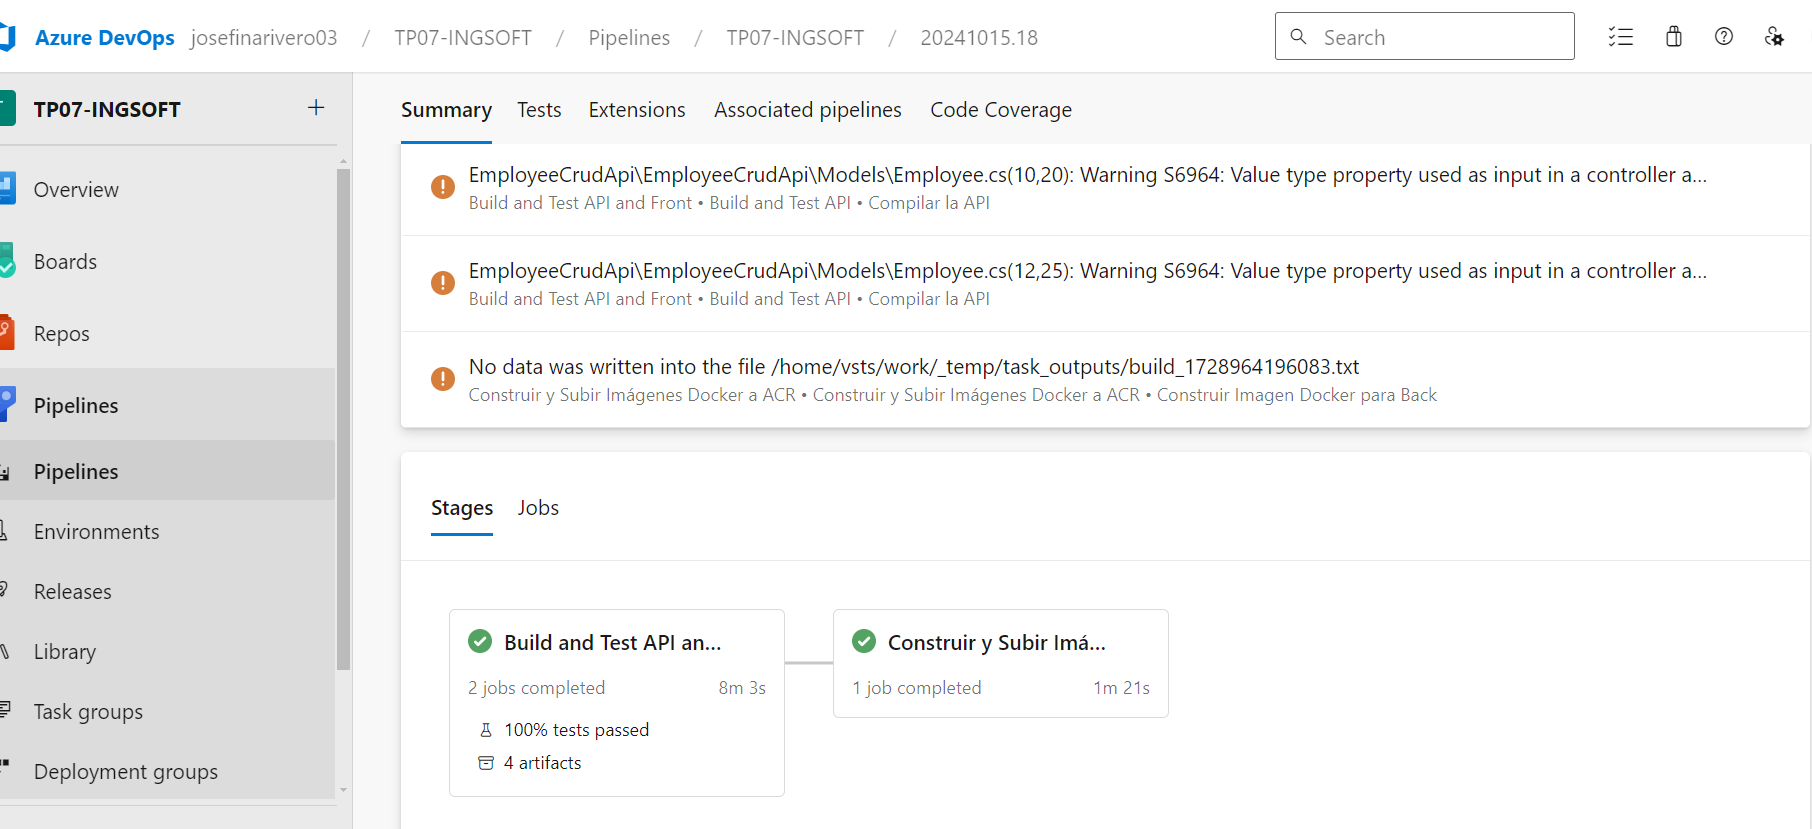 Azure DevOps josefinarivero03 / TP07-INGSOFT / Pipelines / TP07-INGSOFT / 20241015.18
Search
TP07-INGSOFT
Overview
Boards
Repos
Pipelines
Pipelines
Environments
Releases
Library
Task groups
Deployment groups
Summary Tests Extensions Associated pipelines Code Coverage
EmployeeCrudApi\EmployeeCrudApi\Models\Employee.cs(10,20): Warning S6964: Value type property used as input in a controller a...
Build and Test API and Front • Build and Test API • Compilar la API
EmployeeCrudApi\EmployeeCrudApi\Models\Employee.cs(12,25): Warning S6964: Value type property used as input in a controller a...
Build and Test API and Front • Build and Test API • Compilar la API
No data was written into the file /home/vsts/work/_temp/task_outputs/build_1728964196083.txt
Construir y Subir Imágenes Docker a ACR • Construir y Subir Imágenes Docker a ACR • Construir Imagen Docker para Back
Stages Jobs
Build and Test API an...
2 jobs completed 8m 3s
100% tests passed
4 artifacts
Construir y Subir Imá...
1 job completed 1m 21s